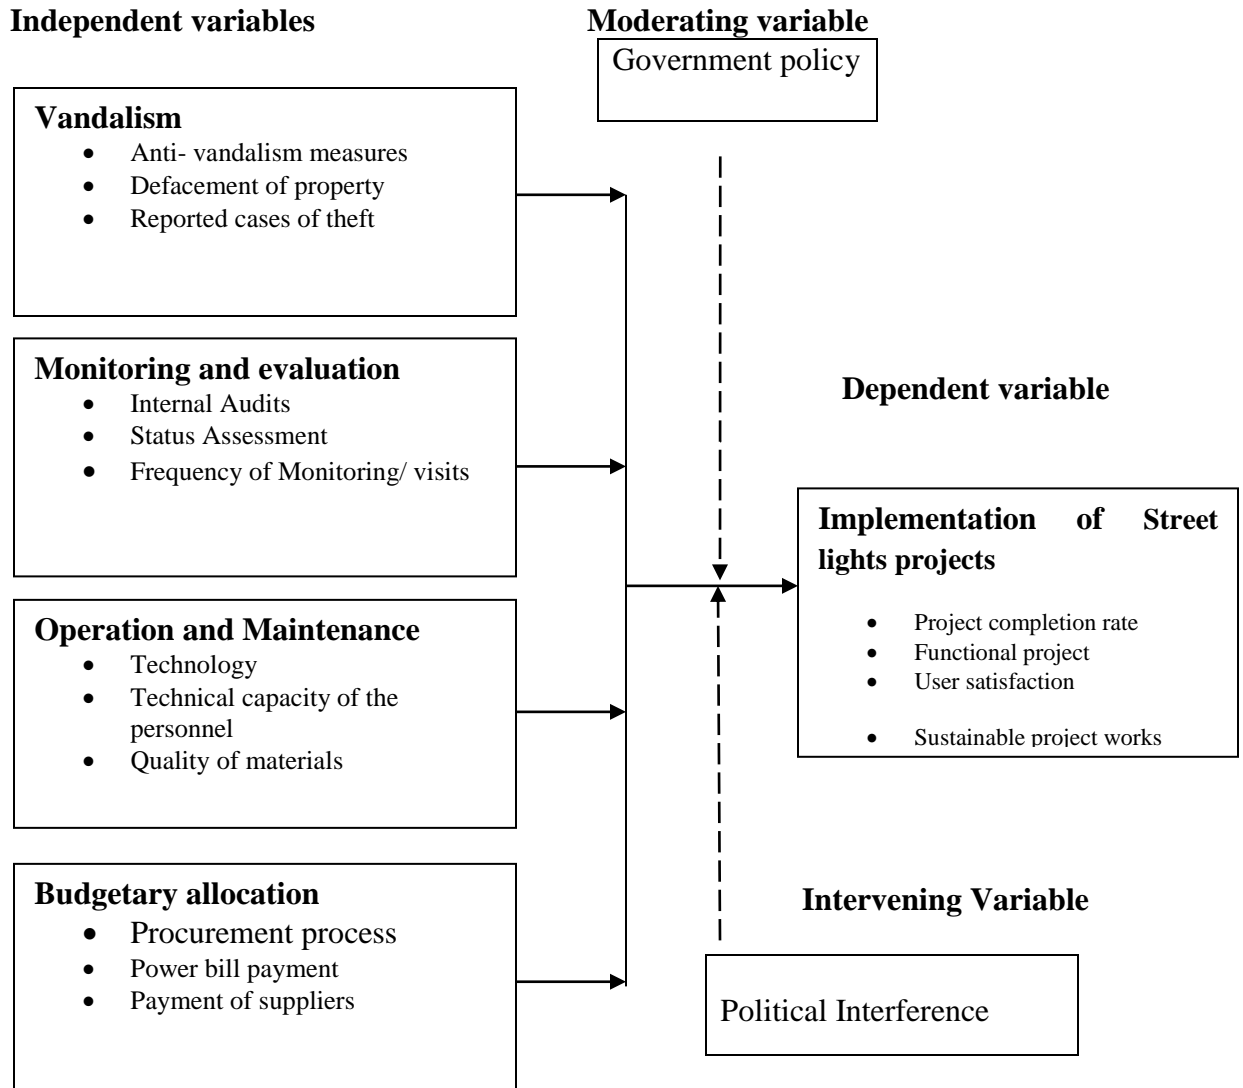 Independent variables
Moderating variable
Government policy
Vandalism
• Anti- vandalism measures
• Defacement of property
• Reported cases of theft
Monitoring and evaluation
• Internal Audits
• Status Assessment
• Frequency of Monitoring/ visits
Operation and Maintenance
• Technology
• Technical capacity of the
personnel
• Quality of materials
Budgetary allocation
• Procurement process
• Power bill payment
• Payment of suppliers
Dependent variable
Implementation of Street
lights projects
• Project completion rate
• Functional project
• User satisfaction
• Sustainable project works
Intervening Variable
Political Interference